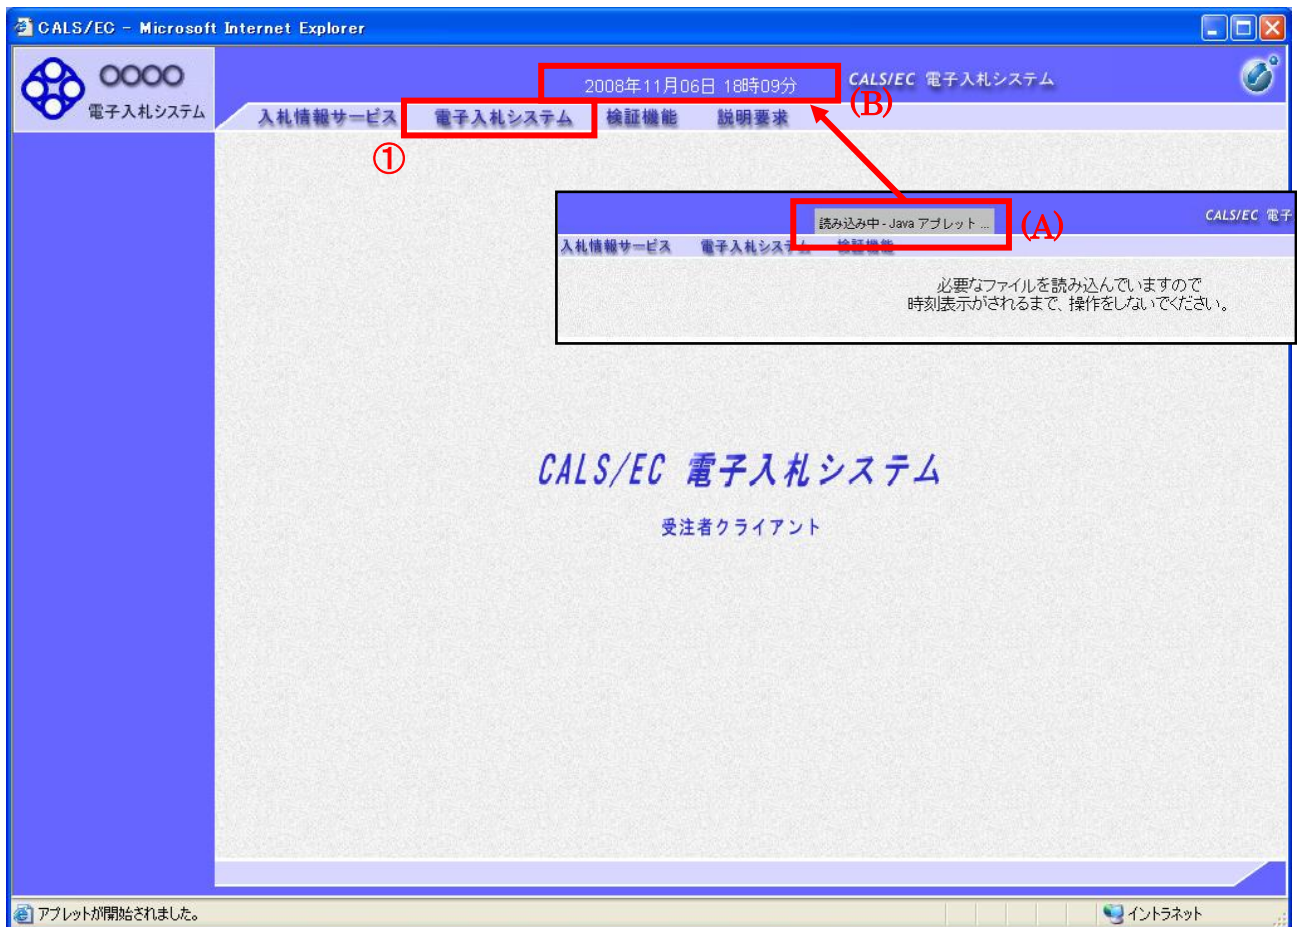 CALS/EC - Microsoft Internet Explorer
○○○○
電子入札システム
2008年11月06日 18時09分
CALS/EC 電子入札システム
(B)
入札情報サービス 電子入札システム 検証機能 説明要求
①
読み込み中 - Java アプレット ...
(A)
CALS/EC 電子
入札情報サービス 電子入札システム 検証機能
必要なファイルを読み込んでいますので
時刻表示がされるまで、操作をしないでください。
CALS/EC 電子入札システム
受注者クライアント
アプレットが開始されました。
イントラネット